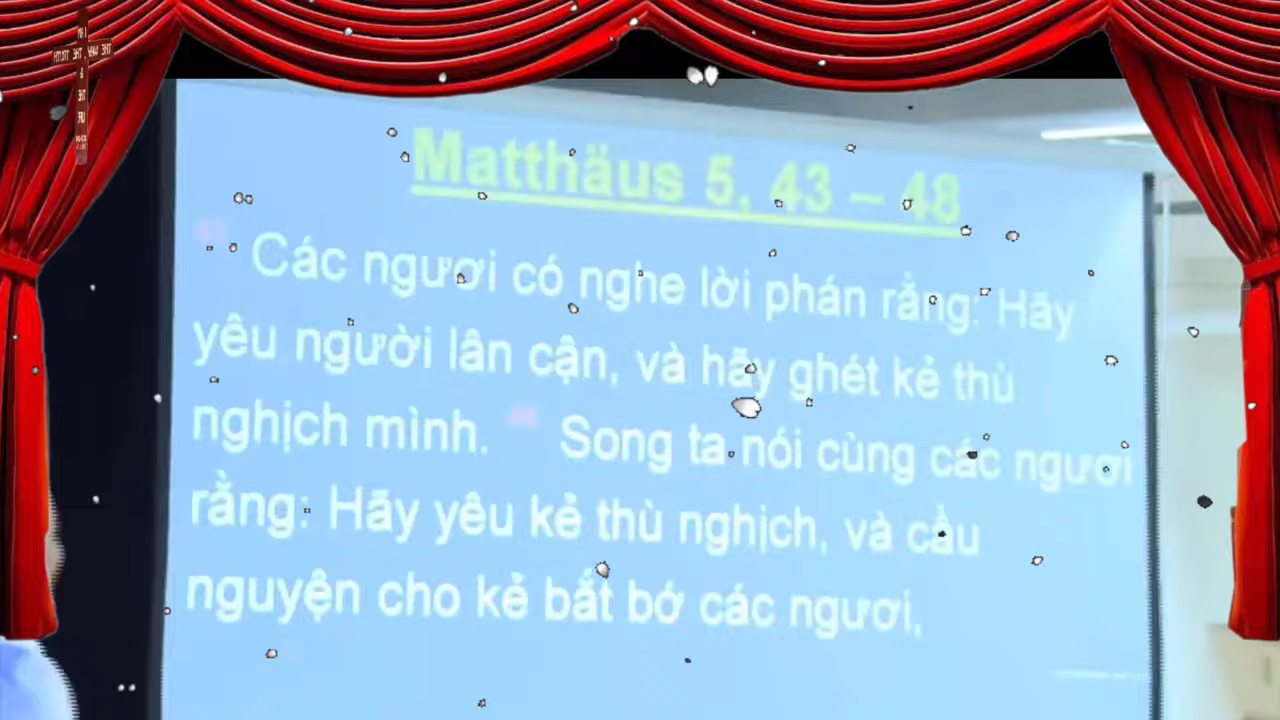 Matthäus 5, 43 – 48
Các ngươi có nghe lời phán rằng: Hãy
yêu người lân cận, và hãy ghét kẻ thù
nghịch mình. 44 Song ta nói cùng các ngươi
rằng: Hãy yêu kẻ thù nghịch, và cầu
nguyện cho kẻ bắt bớ các ngươi,